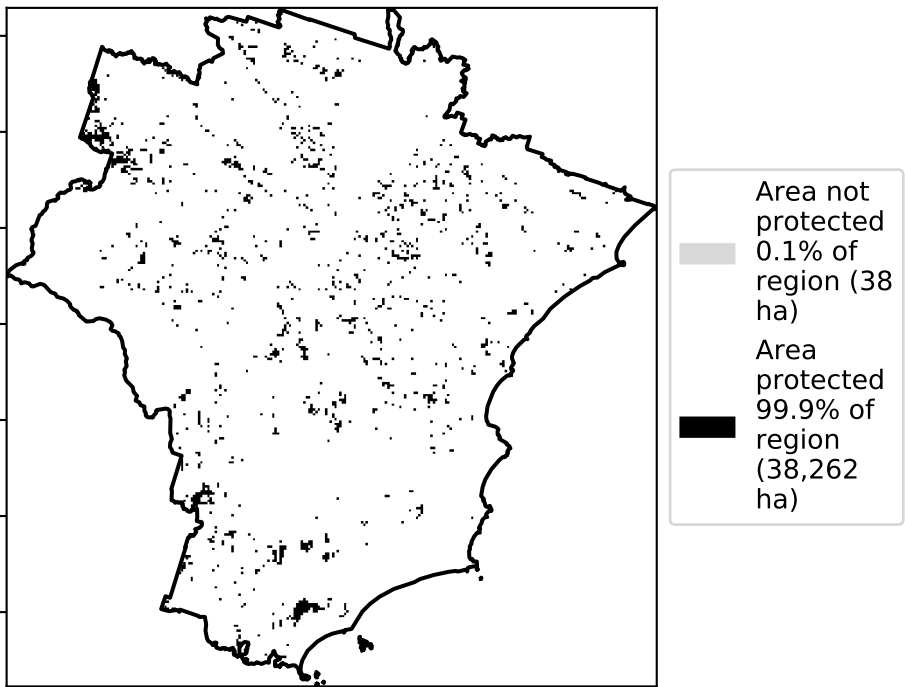 Area not
protected
0.1% of
region (38
ha)
Area
protected
99.9% of
region
(38,262
ha)